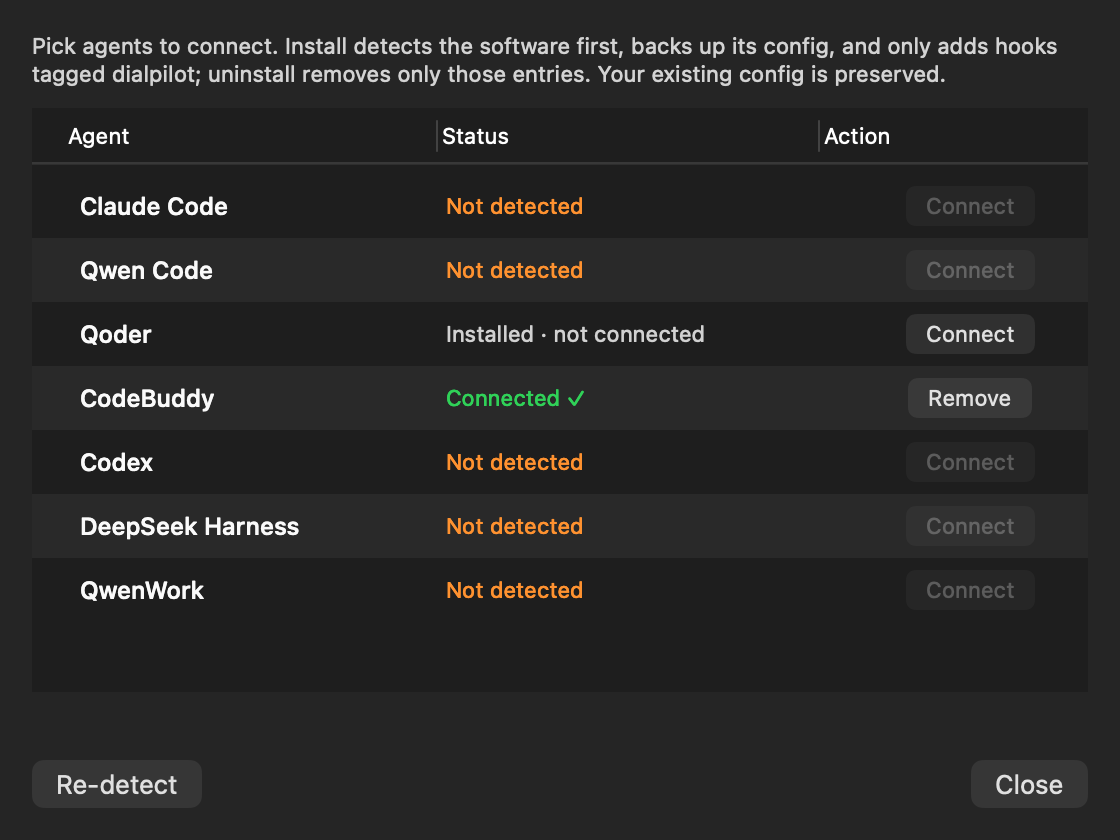 Pick agents to connect. Install detects the software first, backs up its config, and only adds hooks
tagged dialpilot; uninstall removes only those entries. Your existing config is preserved.
Agent Status Action
Claude Code Not detected Connect
Qwen Code Not detected Connect
Qoder Installed · not connected Connect
CodeBuddy Connected ✓ Remove
Codex Not detected Connect
DeepSeek Harness Not detected Connect
QwenWork Not detected Connect
Re-detect Close